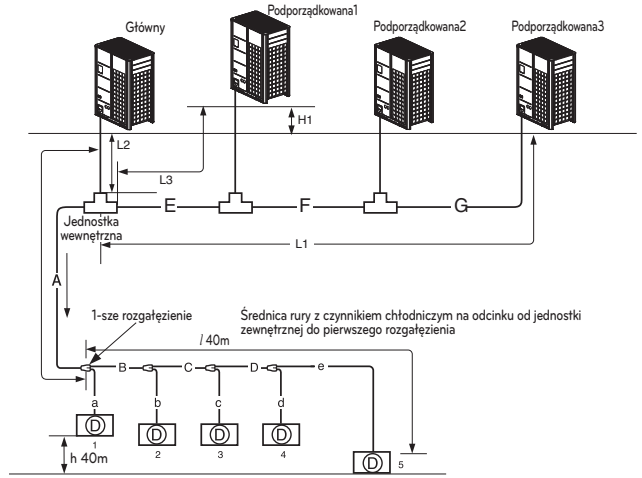 Główny
Podporządkowana1
Podporządkowana2
Podporządkowana3
H1
L2
L3
E
F
G
Jednostka
wewnętrzna
L1
A
1-sze rozgałęzienie
Średnica rury z czynnikiem chłodniczym na odcinku od jednostki
zewnętrznej do pierwszego rozgałęzienia
l 40m
B
C
D
e
a
b
c
d
D
D
D
D
D
1
2
3
4
5
h 40m